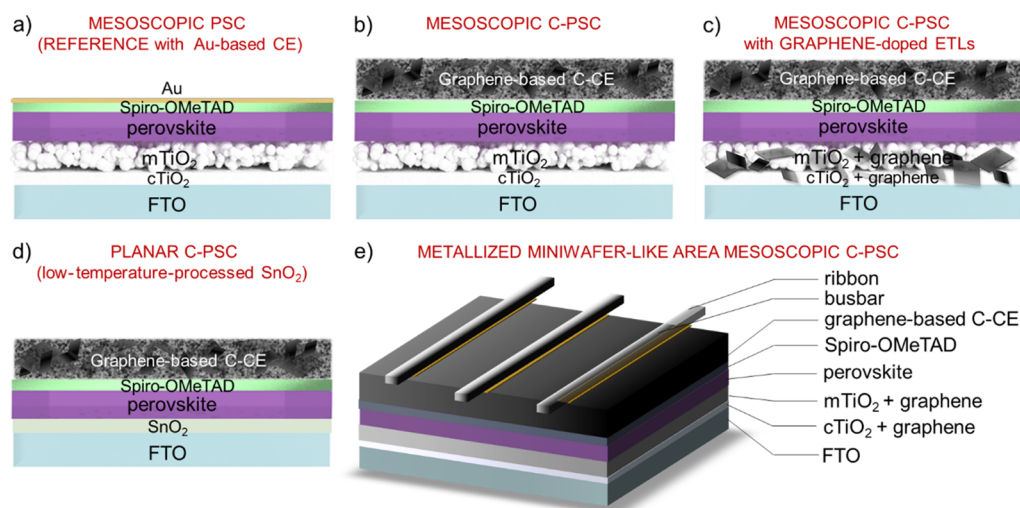 a) MESOSCOPIC PSC
(REFERENCE with Au-based CE)
Au
Spiro-OMeTAD
perovskite
mTiO₂
cTiO₂
FTO
b) MESOSCOPIC C-PSC
Graphene-based C-CE
Spiro-OMeTAD
perovskite
mTiO₂
cTiO₂
FTO
c) MESOSCOPIC C-PSC
with GRAPHENE-doped ETLs
Graphene-based C-CE
Spiro-OMeTAD
perovskite
mTiO₂ + graphene
cTiO₂ + graphene
FTO
d) PLANAR C-PSC
(low-temperature-processed SnO₂)
Graphene-based C-CE
Spiro-OMeTAD
perovskite
SnO₂
FTO
e) METALLIZED MINIWAFER-LIKE AREA MESOSCOPIC C-PSC
ribbon
busbar
graphene-based C-CE
Spiro-OMeTAD
perovskite
mTiO₂ + graphene
cTiO₂ + graphene
FTO